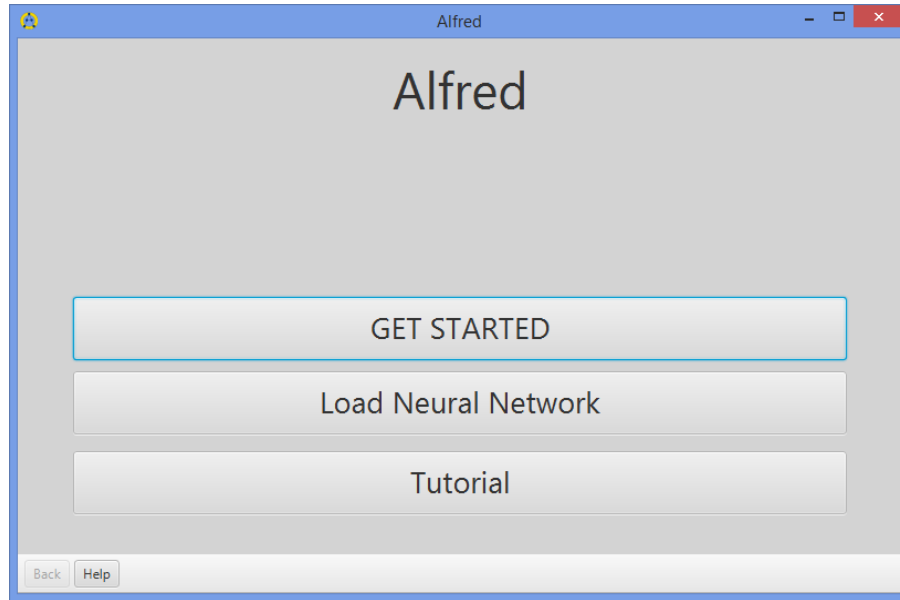 Alfred
Alfred
GET STARTED
Load Neural Network
Tutorial
Back Help